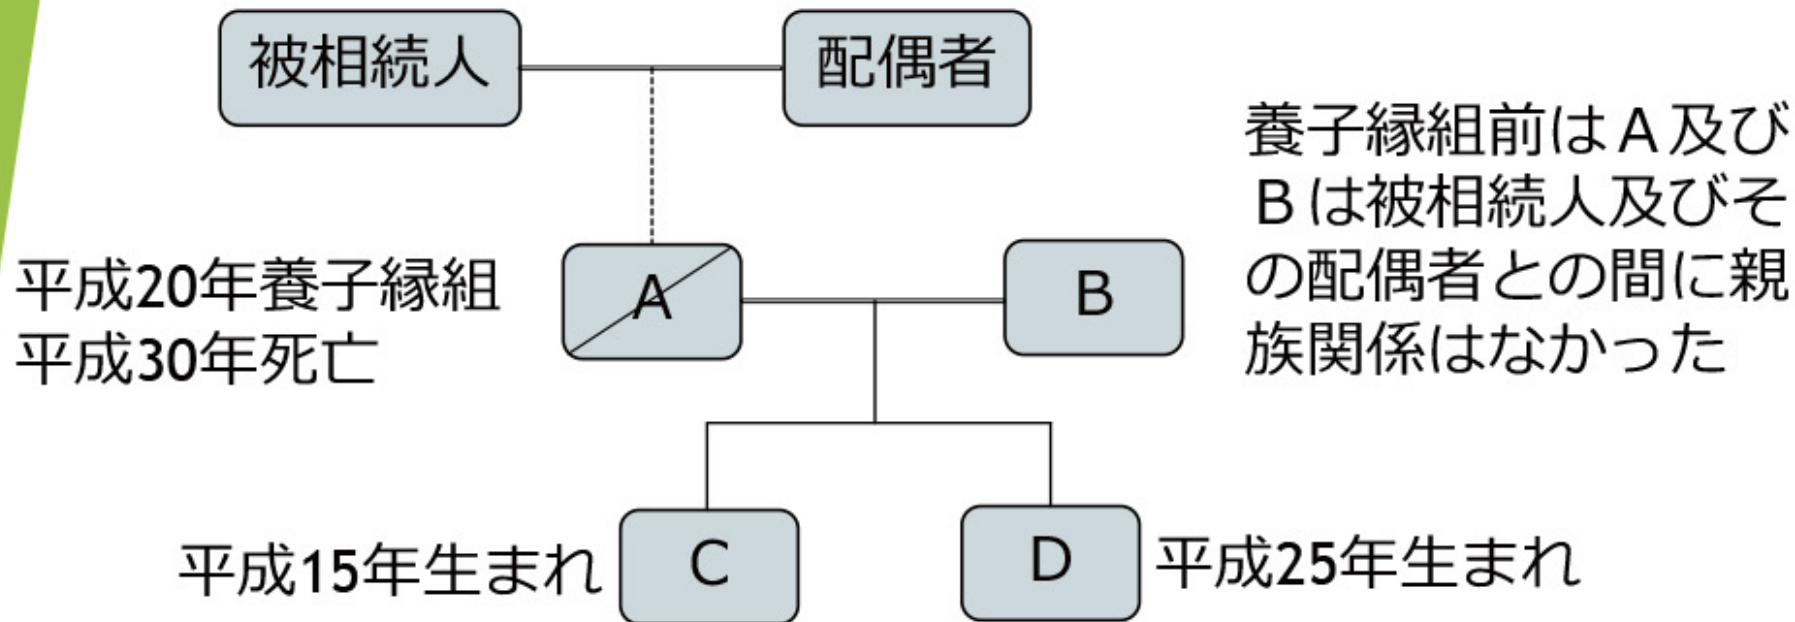 被相続人
配偶者
養子縁組前はA及び
Bは被相続人及びそ
の配偶者との間に親
族関係はなかった
平成20年養子縁組
平成30年死亡
A
B
平成15年生まれ
C
D
平成25年生まれ